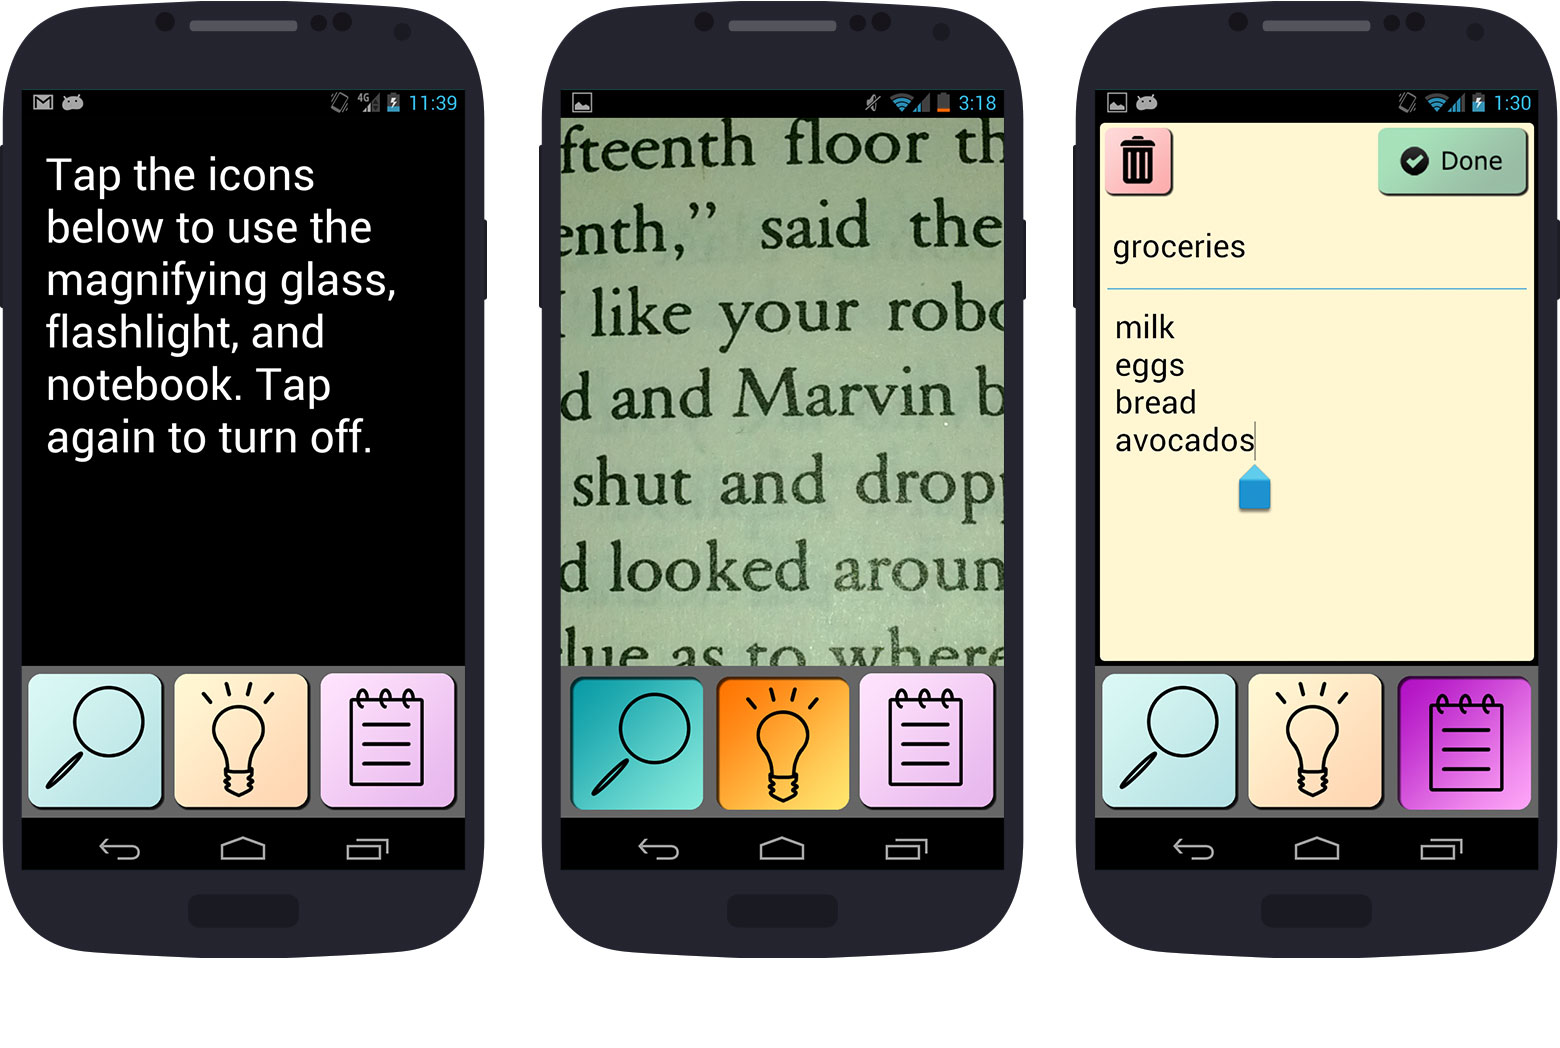 4G 11:39
Tap the icons
below to use the
magnifying glass,
flashlight, and
notebook. Tap
again to turn off.
3:18
fteenth floor th
enth,” said the
I like your robo
d and Marvin b
shut and drop
d looked aroun
lue as to where
1:30
Done
groceries
milk
eggs
bread
avocados